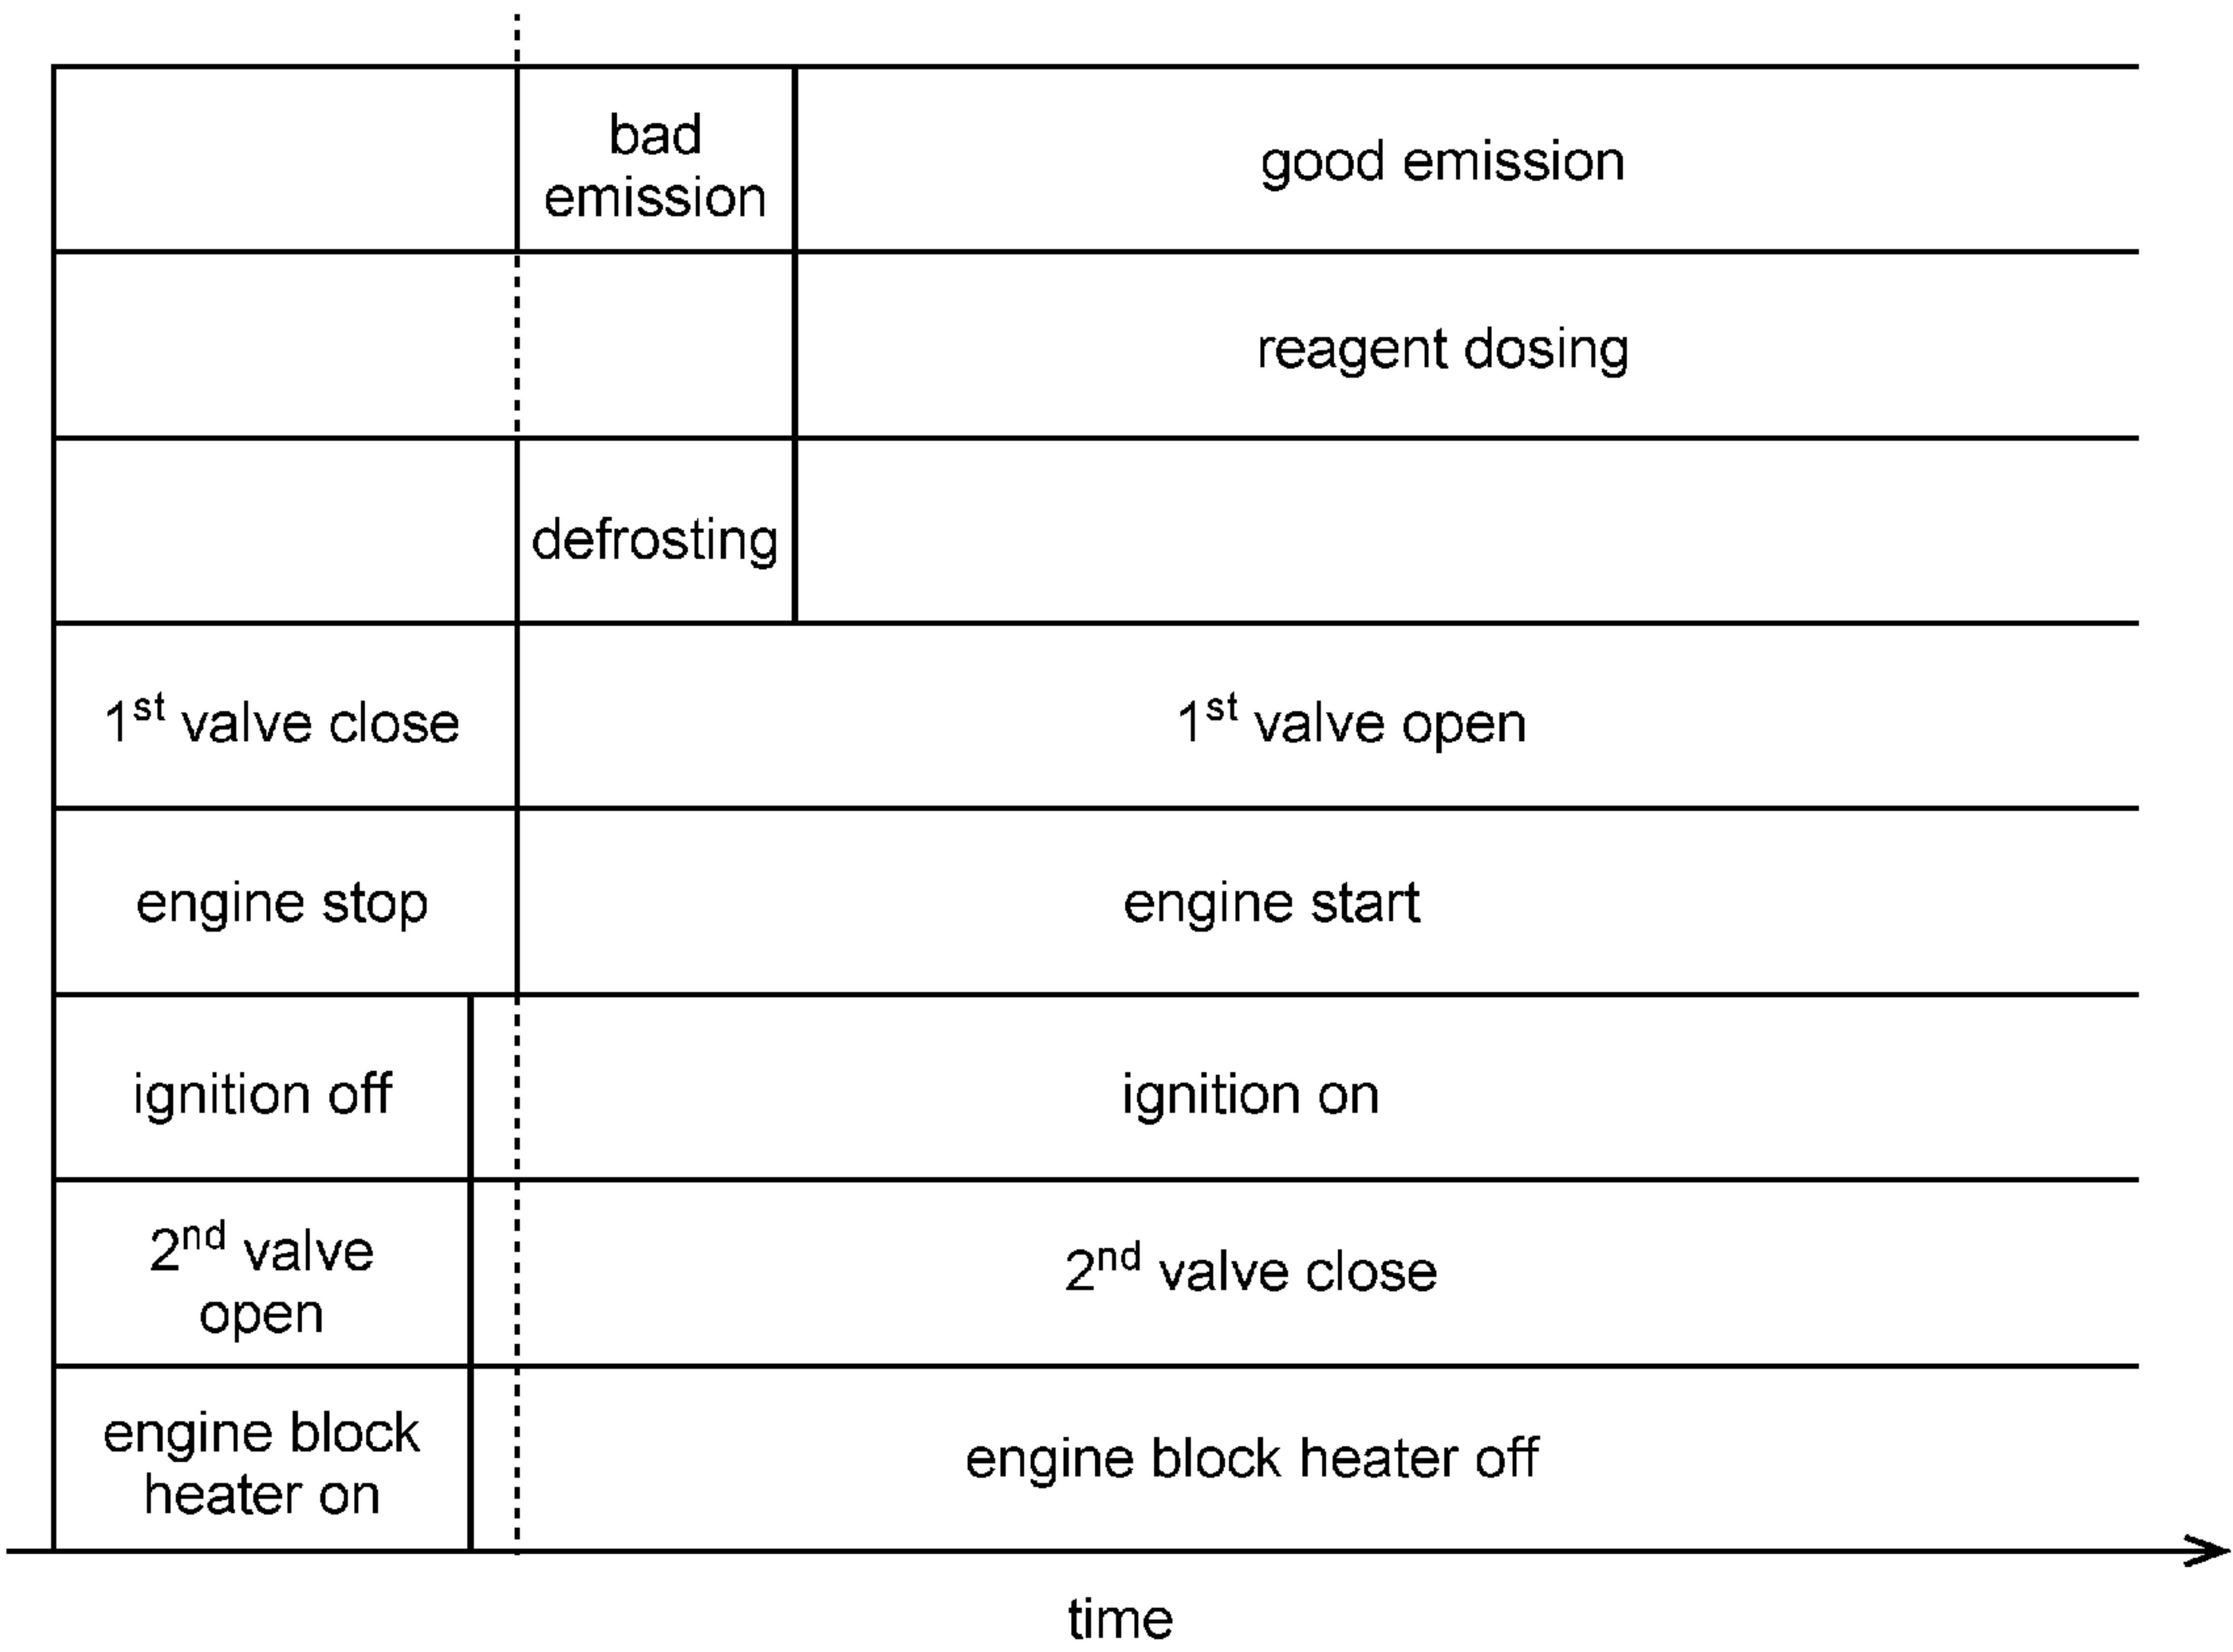 bad
emission
good emission
reagent dosing
defrosting
1st valve close
1st valve open
engine stop
engine start
ignition off
ignition on
2nd valve
open
2nd valve close
engine block
heater on
engine block heater off
time